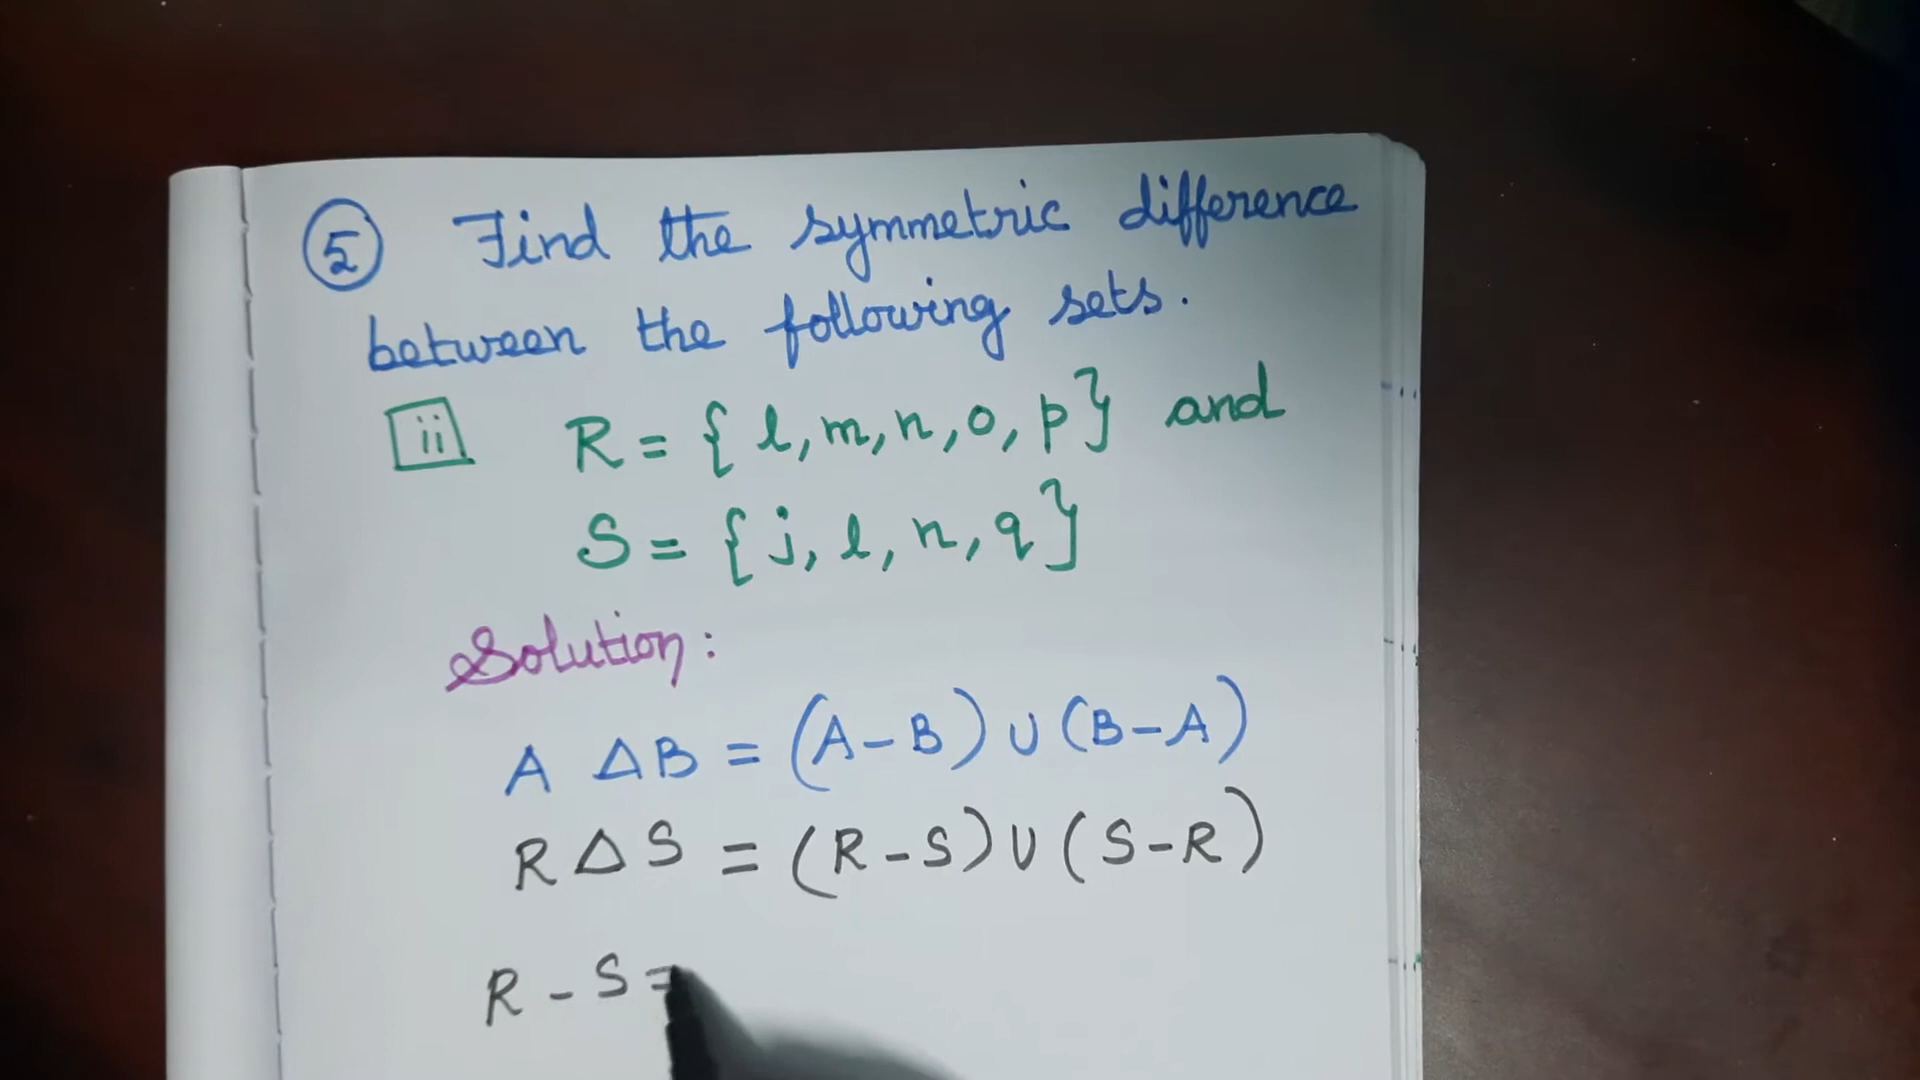 5 Find the symmetric difference
between the following sets.
ii R = { l, m, n, o, p } and
S = { j, l, n, q }
Solution :
A Δ B = (A - B) ∪ (B - A)
R Δ S = (R - S) ∪ (S - R)
R - S =